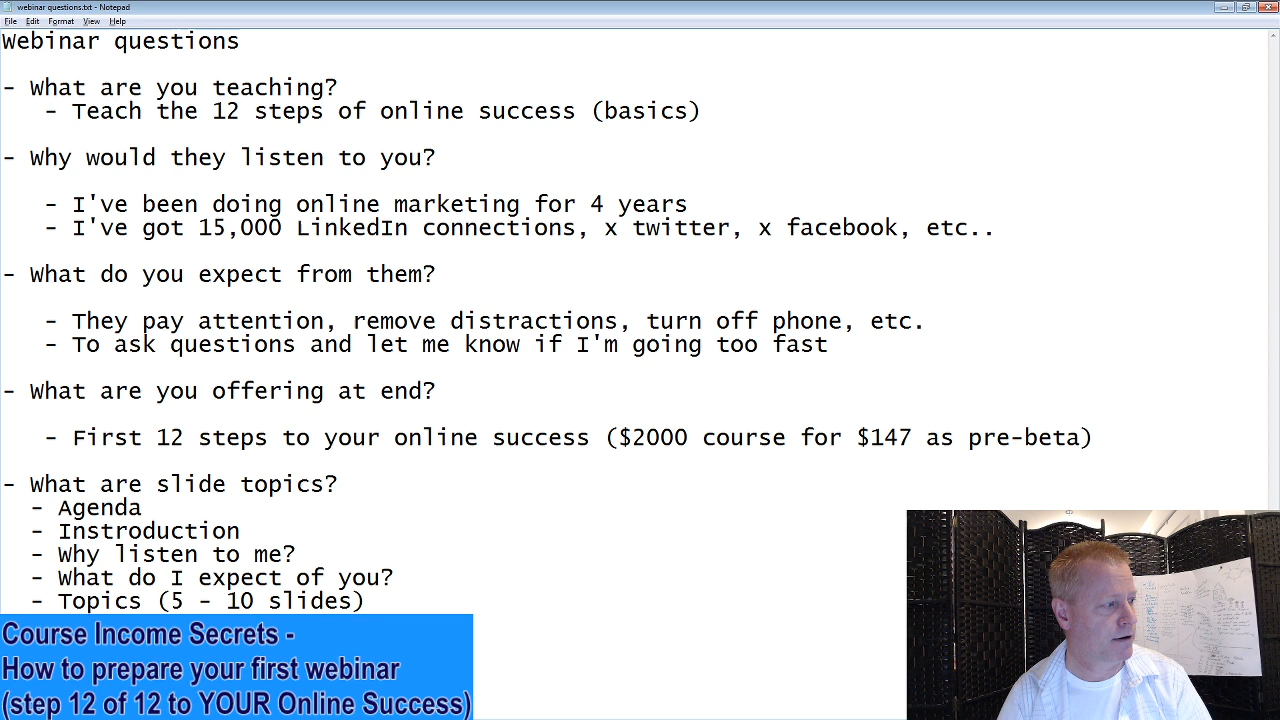 webinar questions.txt - Notepad
File Edit Format View Help
Webinar questions
- What are you teaching?
- Teach the 12 steps of online success (basics)
- Why would they listen to you?
- I've been doing online marketing for 4 years
- I've got 15,000 LinkedIn connections, x twitter, x facebook, etc..
- What do you expect from them?
- They pay attention, remove distractions, turn off phone, etc.
- To ask questions and let me know if I'm going too fast
- What are you offering at end?
- First 12 steps to your online success ($2000 course for $147 as pre-beta)
- What are slide topics?
- Agenda
- Instroduction
- Why listen to me?
- What do I expect of you?
- Topics (5 - 10 slides)
Course Income Secrets -
How to prepare your first webinar
(step 12 of 12 to YOUR Online Success)